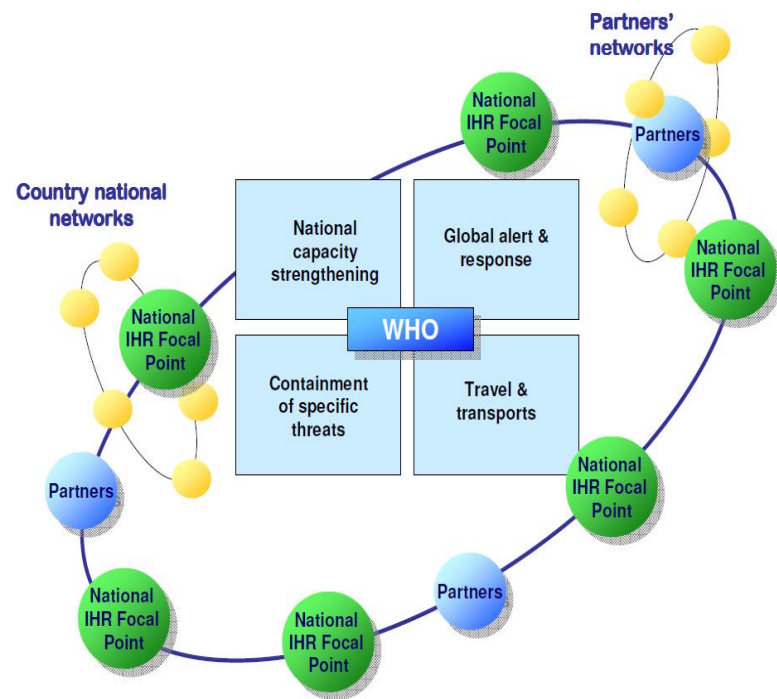 Partners'
networks
National
IHR Focal
Point
Partners
Country national
networks
National
capacity
strengthening
Global alert &
response
National
IHR Focal
Point
National
IHR Focal
Point
WHO
Containment
of specific
threats
Travel &
transports
Partners
National
IHR Focal
Point
National
IHR Focal
Point
National
IHR Focal
Point
Partners